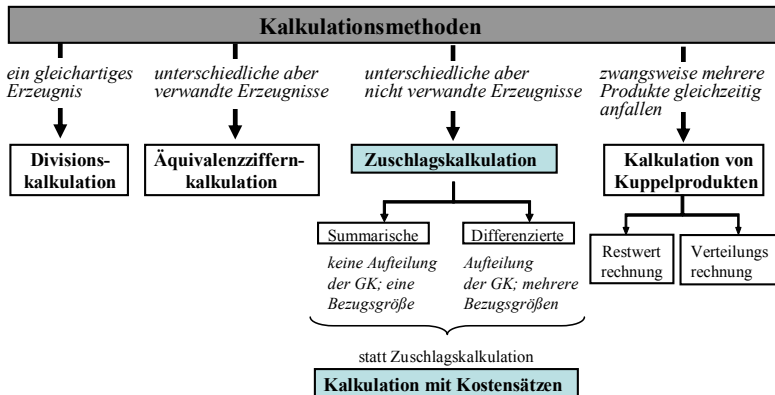 Kalkulationsmethoden
ein gleichartiges
Erzeugnis
unterschiedliche aber
verwandte Erzeugnisse
unterschiedliche aber
nicht verwandte Erzeugnisse
zwangsweise mehrere
Produkte gleichzeitig
anfallen
Divisions-
kalkulation
Äquivalenzziffern-
kalkulation
Zuschlagskalkulation
Kalkulation von
Kuppelprodukten
Summarische
Differenzierte
Restwert
rechnung
Verteilungs
rechnung
keine Aufteilung
der GK; eine
Bezugsgröße
Aufteilung
der GK; mehrere
Bezugsgrößen
statt Zuschlagskalkulation
Kalkulation mit Kostensätzen